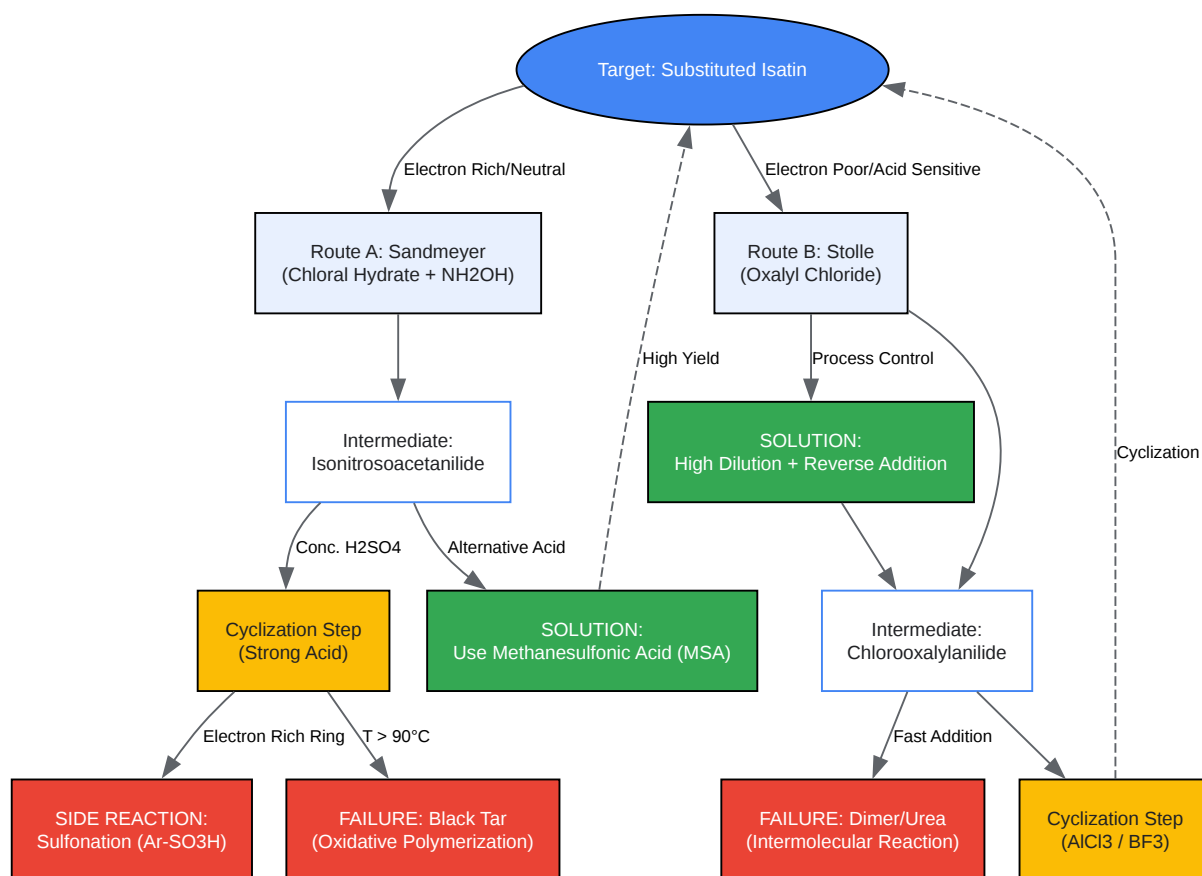 Target: Substituted Isatin
Electron Rich/Neutral
Electron Poor/Acid Sensitive
Route A: Sandmeyer
(Chloral Hydrate + NH2OH)
Route B: Stolle
(Oxalyl Chloride)
High Yield
Process Control
Intermediate:
Isonitrosoacetanilide
SOLUTION:
High Dilution + Reverse Addition
Cyclization
Conc. H2SO4
Alternative Acid
Cyclization Step
(Strong Acid)
SOLUTION:
Use Methanesulfonic Acid (MSA)
Intermediate:
Chlorooxalylanilide
Electron Rich Ring
T > 90°C
Fast Addition
SIDE REACTION:
Sulfonation (Ar-SO3H)
FAILURE: Black Tar
(Oxidative Polymerization)
FAILURE: Dimer/Urea
(Intermolecular Reaction)
Cyclization Step
(AlCl3 / BF3)